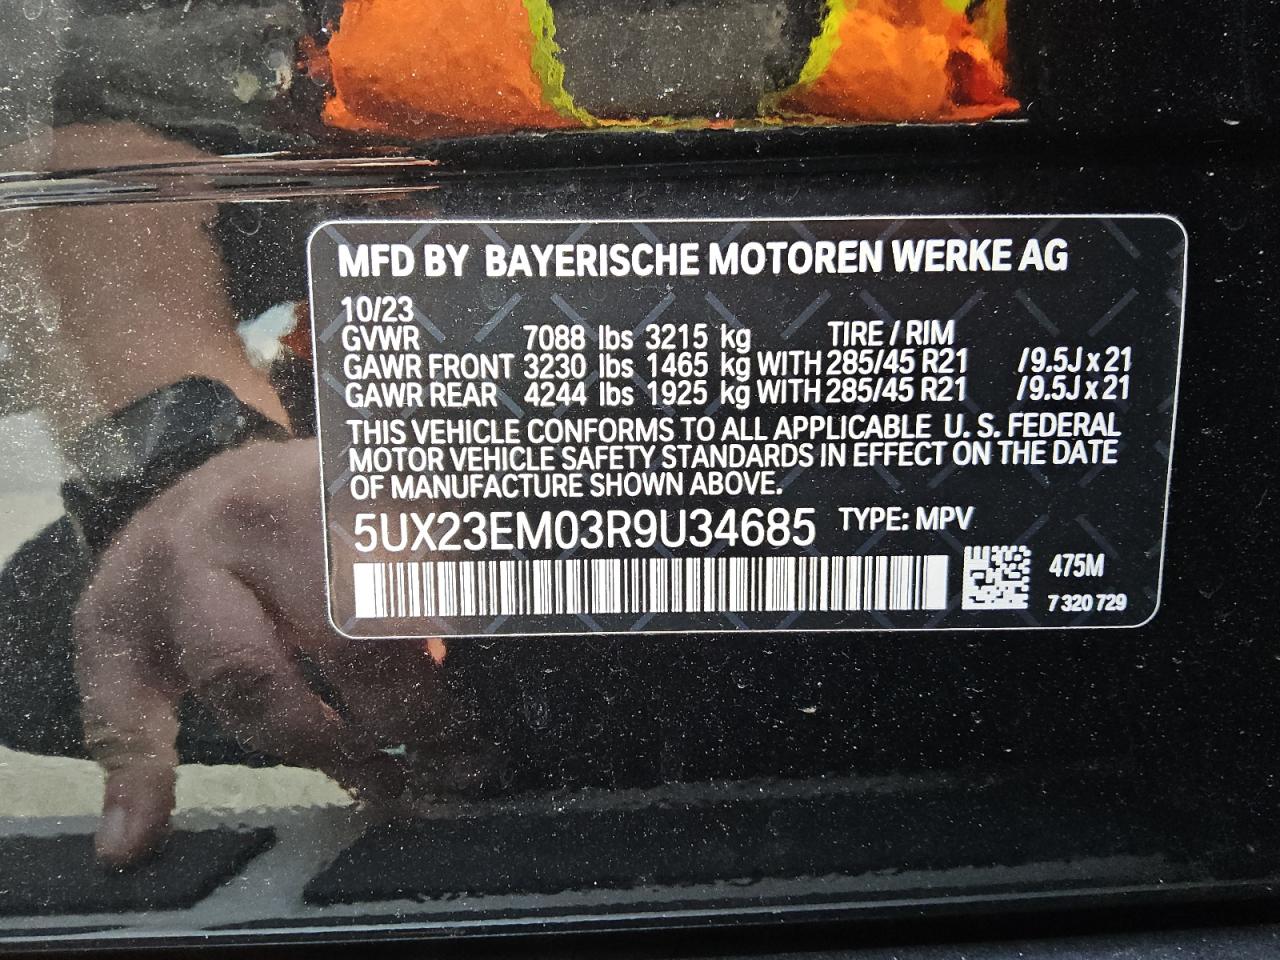 MFD BY BAYERISCHE MOTOREN WERKE AG
10/23
GVWR 7088 lbs 3215 kg TIRE / RIM
GAWR FRONT 3230 lbs 1465 kg WITH 285/45 R21 /9.5J x 21
GAWR REAR 4244 lbs 1925 kg WITH 285/45 R21 /9.5J x 21
THIS VEHICLE CONFORMS TO ALL APPLICABLE U. S. FEDERAL
MOTOR VEHICLE SAFETY STANDARDS IN EFFECT ON THE DATE
OF MANUFACTURE SHOWN ABOVE.
5UX23EM03R9U34685 TYPE: MPV
475M
7 320 729